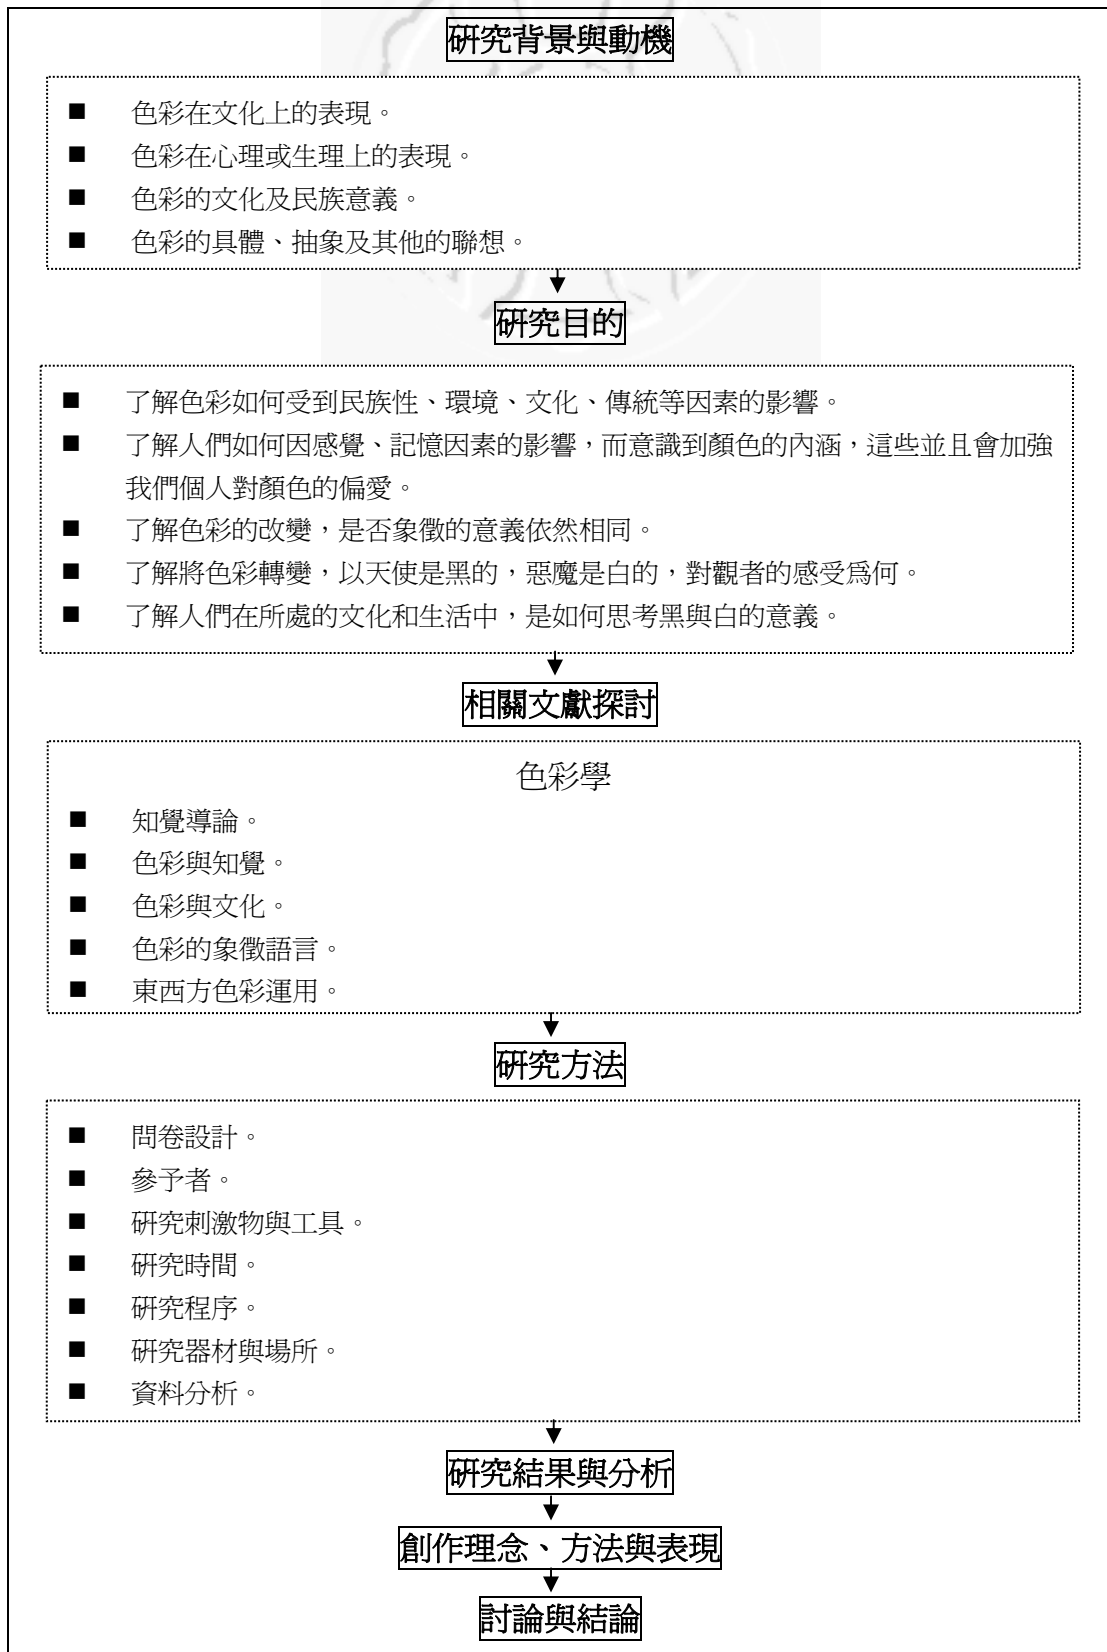 研究背景與動機
■ 色彩在文化上的表現。
■ 色彩在心理或生理上的表現。
■ 色彩的文化及民族意義。
■ 色彩的具體、抽象及其他的聯想。
研究目的
■ 了解色彩如何受到民族性、環境、文化、傳統等因素的影響。
■ 了解人們如何因感覺、記憶因素的影響，而意識到顏色的內涵，這些並且會加強
我們個人對顏色的偏愛。
■ 了解色彩的改變，是否象徵的意義依然相同。
■ 了解將色彩轉變，以天使是黑的，惡魔是白的，對觀者的感受為何。
■ 了解人們在所處的文化和生活中，是如何思考黑與白的意義。
相關文獻探討
色彩學
■ 知覺導論。
■ 色彩與知覺。
■ 色彩與文化。
■ 色彩的象徵語言。
■ 東西方色彩運用。
研究方法
■ 問卷設計。
■ 參予者。
■ 研究刺激物與工具。
■ 研究時間。
■ 研究程序。
■ 研究器材與場所。
■ 資料分析。
研究結果與分析
創作理念、方法與表現
討論與結論